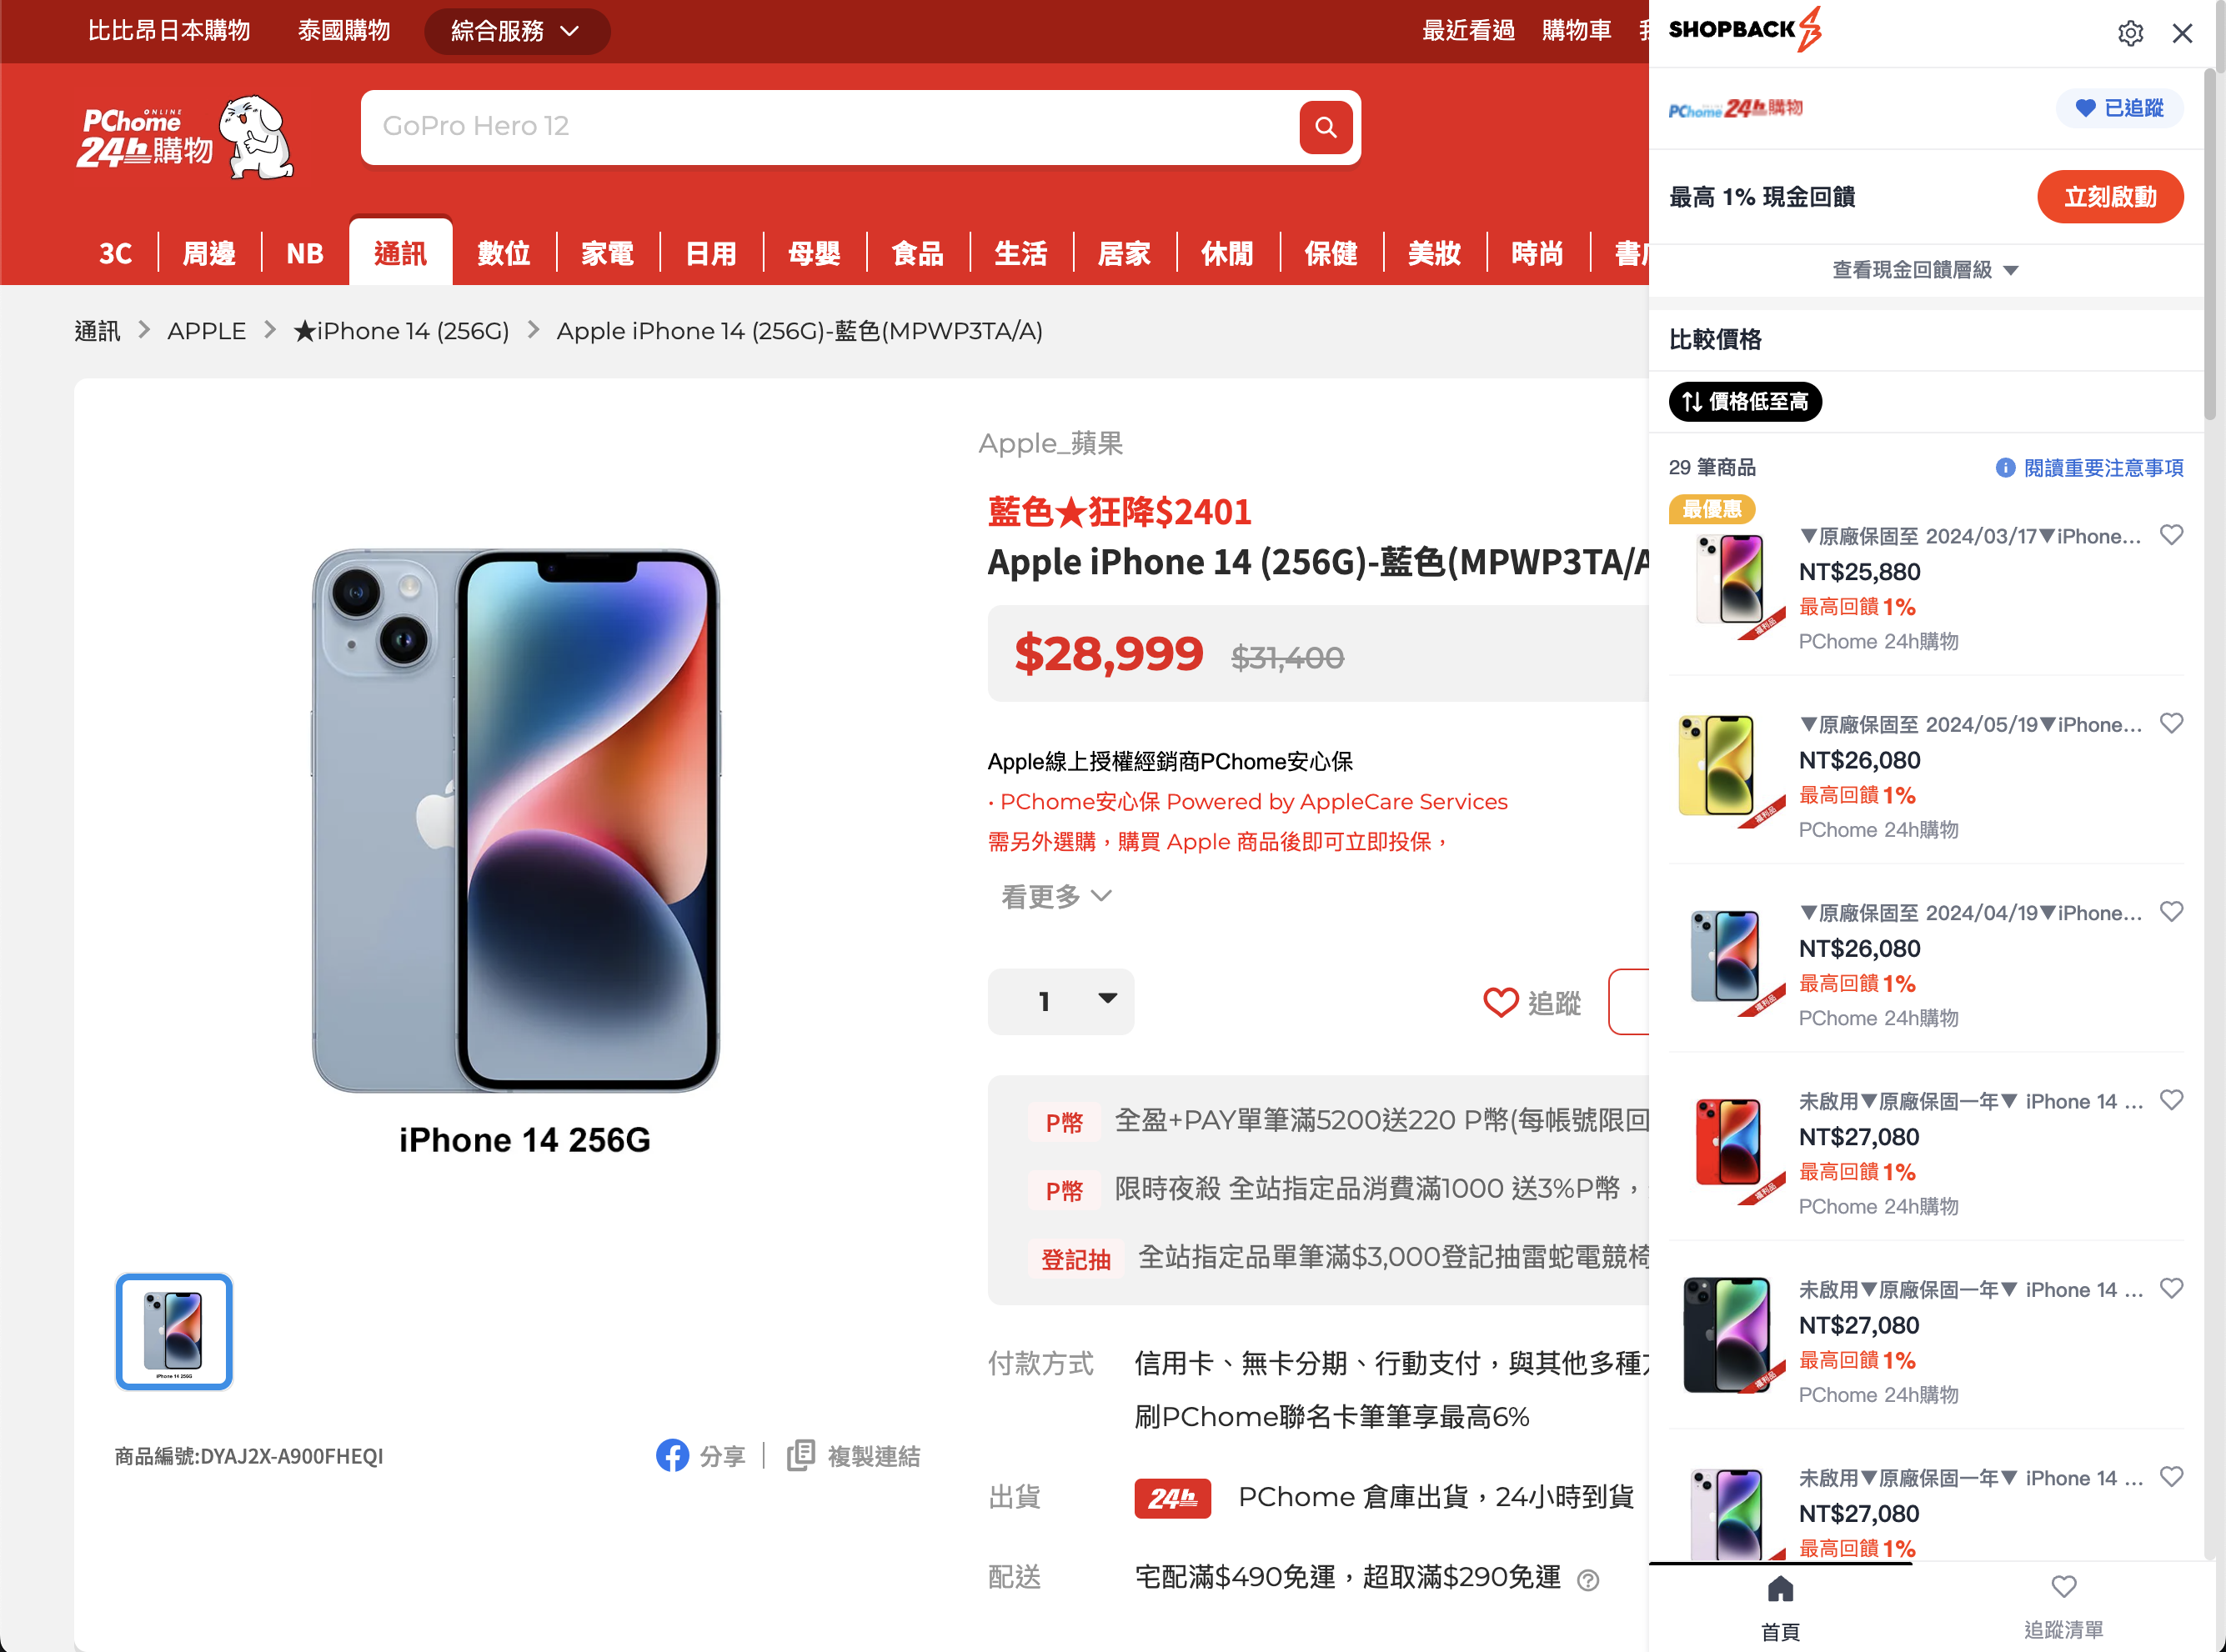 比比昂日本購物
泰國購物
綜合服務
最近看過
購物車
PChome ONLINE
24h購物
GoPro Hero 12
3C
周邊
NB
通訊
數位
家電
日用
母嬰
食品
生活
居家
休閒
保健
美妝
時尚
通訊
APPLE
★iPhone 14 (256G)
Apple iPhone 14 (256G)-藍色(MPWP3TA/A)
iPhone 14 256G
iPhone 14 256G
商品編號:DYAJ2X-A900FHEQI
分享
複製連結
Apple_蘋果
藍色★狂降$2401
Apple iPhone 14 (256G)-藍色(MPWP3TA/A
$28,999
$31,400
Apple線上授權經銷商PChome安心保
• PChome安心保 Powered by AppleCare Services
需另外選購，購買 Apple 商品後即可立即投保，
看更多
1
追蹤
P幣 全盈+PAY單筆滿5200送220 P幣(每帳號限回
P幣 限時夜殺 全站指定品消費滿1000 送3%P幣，
登記抽 全站指定品單筆滿$3,000登記抽雷蛇電競椅
付款方式
信用卡、無卡分期、行動支付，與其他多種
刷PChome聯名卡筆筆享最高6%
出貨
24h PChome 倉庫出貨，24小時到貨
配送
宅配滿$490免運，超取滿$290免運
SHOPBACK
PChome 24h購物
已追蹤
最高 1% 現金回饋
立刻啟動
查看現金回饋層級
比較價格
價格低至高
29 筆商品
閱讀重要注意事項
最優惠
▼原廠保固至 2024/03/17▼iPhone...
NT$25,880
最高回饋 1%
PChome 24h購物
福利品
▼原廠保固至 2024/05/19▼iPhone...
NT$26,080
最高回饋 1%
PChome 24h購物
福利品
▼原廠保固至 2024/04/19▼iPhone...
NT$26,080
最高回饋 1%
PChome 24h購物
福利品
未啟用▼原廠保固一年▼ iPhone 14 ...
NT$27,080
最高回饋 1%
PChome 24h購物
福利品
未啟用▼原廠保固一年▼ iPhone 14 ...
NT$27,080
最高回饋 1%
PChome 24h購物
福利品
未啟用▼原廠保固一年▼ iPhone 14 ...
NT$27,080
最高回饋 1%
首頁
追蹤清單